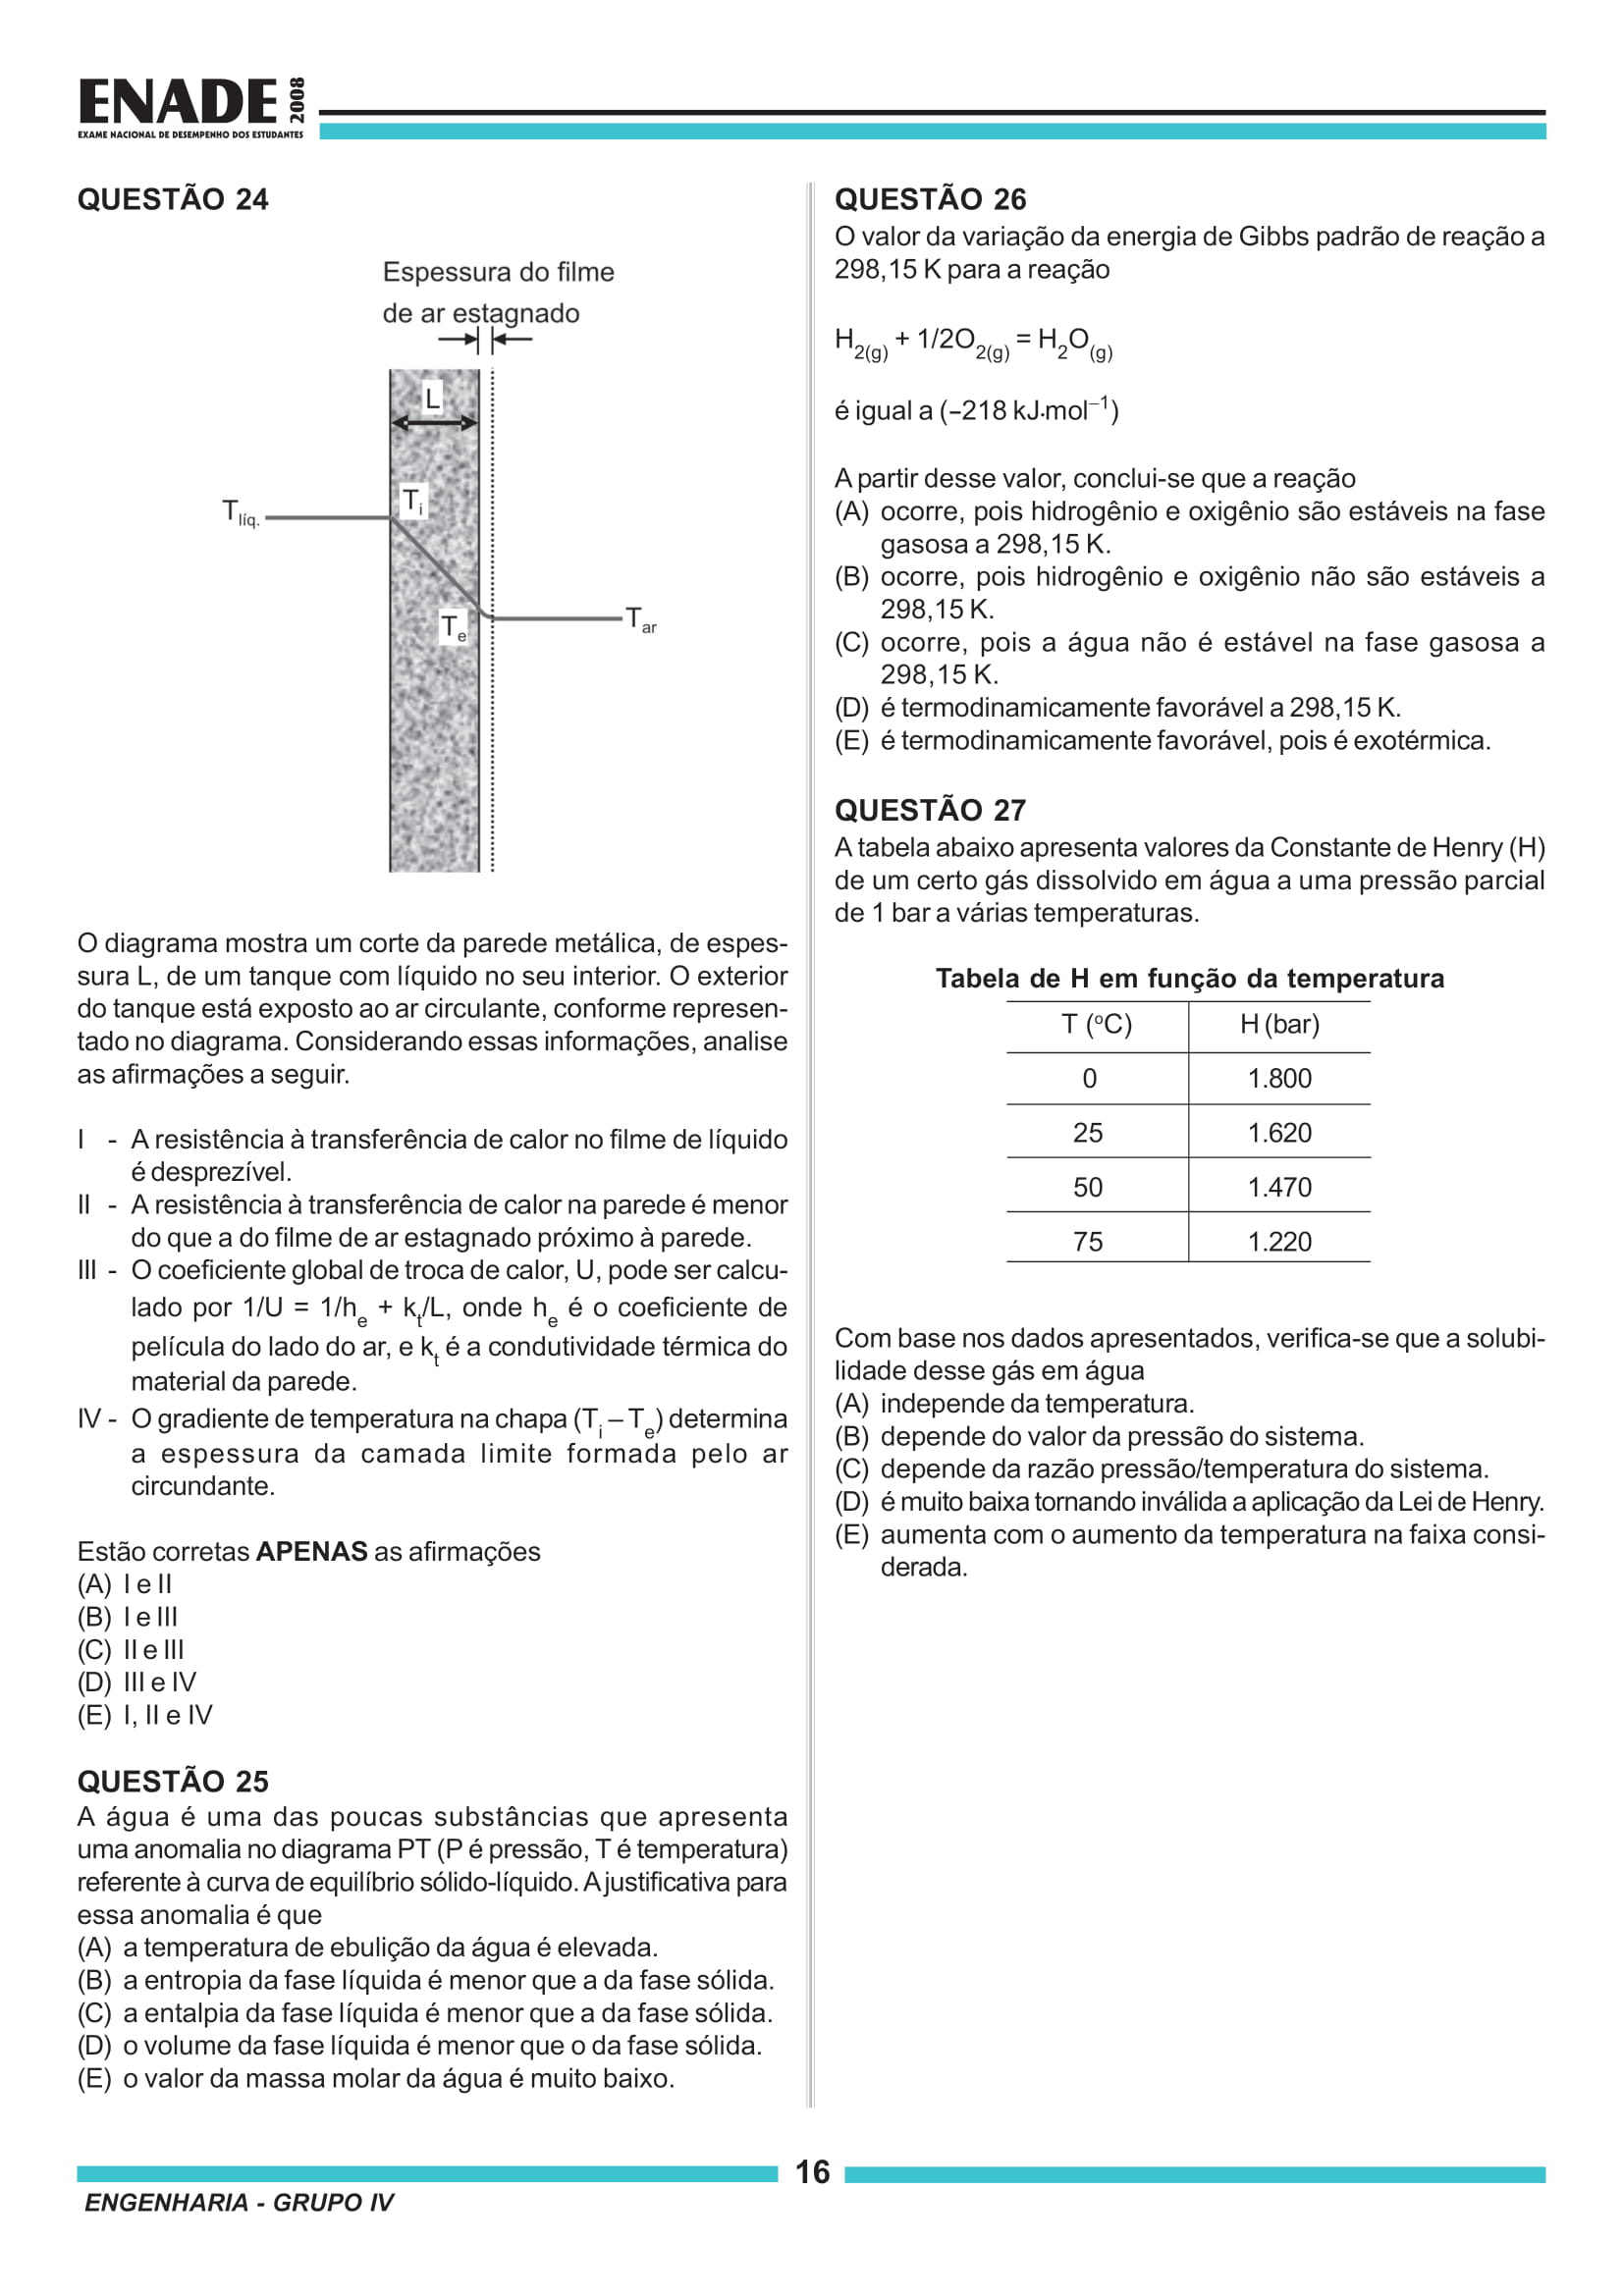 ENADE 2008
EXAME NACIONAL DE DESEMPENHO DOS ESTUDANTES
QUESTÃO 24
Espessura do filme
de ar estagnado
L
T líq.
T i
T e
T ar
O diagrama mostra um corte da parede metálica, de espes-
sura L, de um tanque com líquido no seu interior. O exterior
do tanque está exposto ao ar circulante, conforme represen-
tado no diagrama. Considerando essas informações, analise
as afirmações a seguir.
I - A resistência à transferência de calor no filme de líquido
é desprezível.
II - A resistência à transferência de calor na parede é menor
do que a do filme de ar estagnado próximo à parede.
III - O coeficiente global de troca de calor, U, pode ser calcu-
lado por 1/U = 1/h_e + k_t/L, onde h_e é o coeficiente de
película do lado do ar, e k_t é a condutividade térmica do
material da parede.
IV - O gradiente de temperatura na chapa (T_i – T_e) determina
a espessura da camada limite formada pelo ar
circundante.
Estão corretas APENAS as afirmações
(A) I e II
(B) I e III
(C) II e III
(D) III e IV
(E) I, II e IV
QUESTÃO 25
A água é uma das poucas substâncias que apresenta
uma anomalia no diagrama PT (P é pressão, T é temperatura)
referente à curva de equilíbrio sólido-líquido. A justificativa para
essa anomalia é que
(A) a temperatura de ebulição da água é elevada.
(B) a entropia da fase líquida é menor que a da fase sólida.
(C) a entalpia da fase líquida é menor que a da fase sólida.
(D) o volume da fase líquida é menor que o da fase sólida.
(E) o valor da massa molar da água é muito baixo.
QUESTÃO 26
O valor da variação da energia de Gibbs padrão de reação a
298,15 K para a reação
H2(g) + 1/2O2(g) = H2O(g)
é igual a (–218 kJ.mol⁻¹)
A partir desse valor, conclui-se que a reação
(A) ocorre, pois hidrogênio e oxigênio são estáveis na fase
gasosa a 298,15 K.
(B) ocorre, pois hidrogênio e oxigênio não são estáveis a
298,15 K.
(C) ocorre, pois a água não é estável na fase gasosa a
298,15 K.
(D) é termodinamicamente favorável a 298,15 K.
(E) é termodinamicamente favorável, pois é exotérmica.
QUESTÃO 27
A tabela abaixo apresenta valores da Constante de Henry (H)
de um certo gás dissolvido em água a uma pressão parcial
de 1 bar a várias temperaturas.
Tabela de H em função da temperatura
T (ºC) H (bar)
0 1.800
25 1.620
50 1.470
75 1.220
Com base nos dados apresentados, verifica-se que a solubi-
lidade desse gás em água
(A) independe da temperatura.
(B) depende do valor da pressão do sistema.
(C) depende da razão pressão/temperatura do sistema.
(D) é muito baixa tornando inválida a aplicação da Lei de Henry.
(E) aumenta com o aumento da temperatura na faixa consi-
derada.
16
ENGENHARIA - GRUPO IV